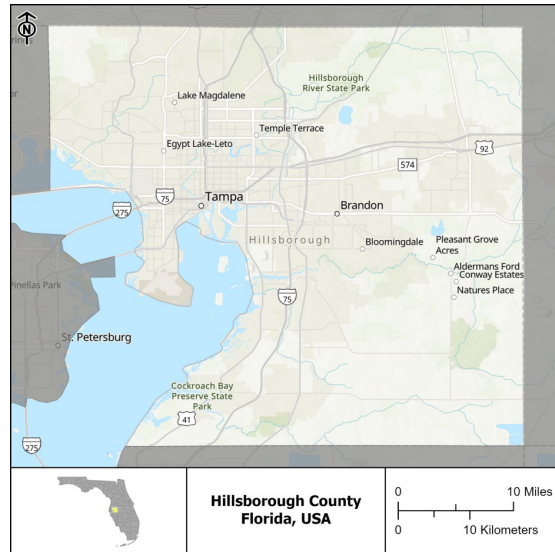 N
Hillsborough
River State Park
Lake Magdalene
Temple Terrace
92
Egypt Lake-Leto
574
75
Tampa
275
Brandon
Hillsborough
Bloomingdale
Pleasant Grove
Acres
Aldermans Ford
Conway Estates
Pinellas Park
75
Natures Place
St. Petersburg
Cockroach Bay
Preserve State
Park
41
275
Hillsborough County
Florida, USA
0
10 Miles
0
10 Kilometers